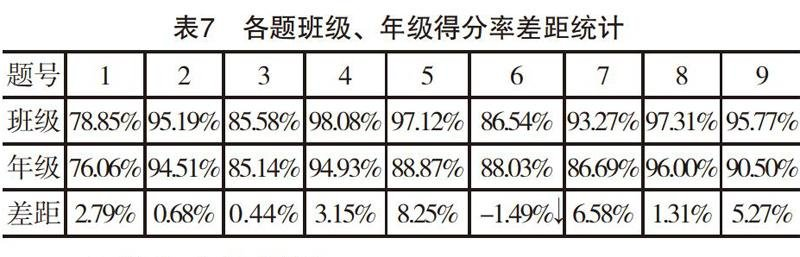 表7 各题班级、年级得分率差距统计
题号 1 2 3 4 5 6 7 8 9
班级 78.85% 95.19% 85.58% 98.08% 97.12% 86.54% 93.27% 97.31% 95.77%
年级 76.06% 94.51% 85.14% 94.93% 88.87% 88.03% 86.69% 96.00% 90.50%
差距 2.79% 0.68% 0.44% 3.15% 8.25% –1.49%↓ 6.58% 1.31% 5.27%